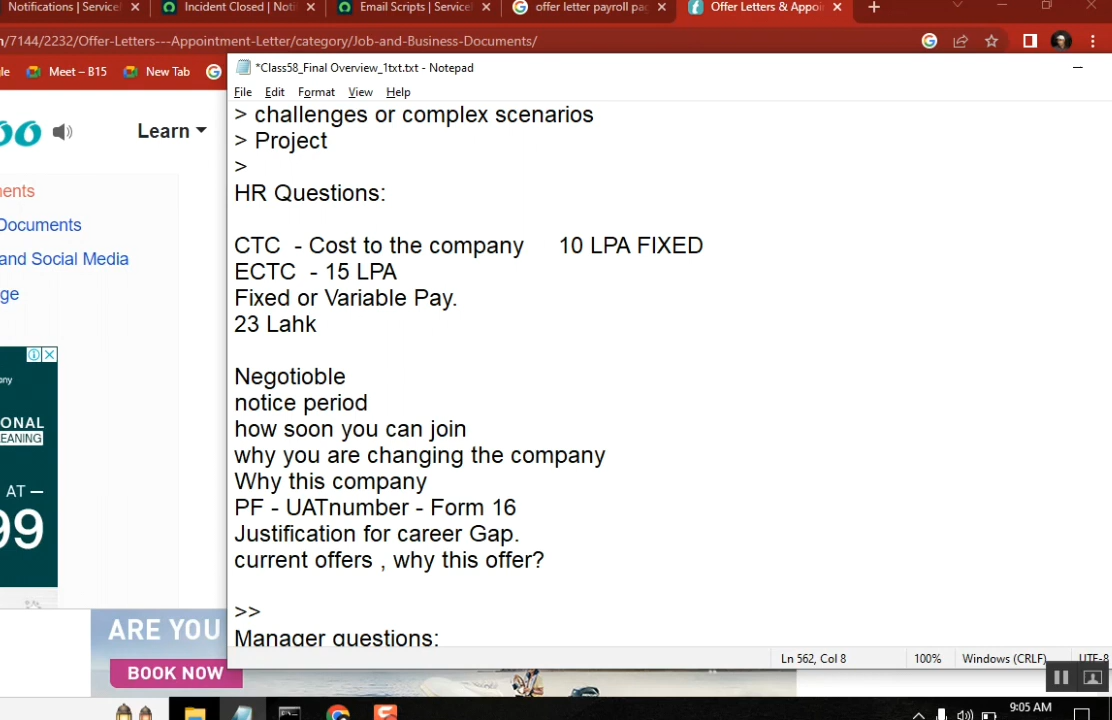 Notifications | Service
Incident Closed | Noti
Email Scripts | Service
offer letter payroll pa
Offer Letters & Appoi
/7144/2232/Offer-Letters---Appointment-Letter/category/Job-and-Business-Documents/
Meet – B15
New Tab
*Class58_Final Overview_1txt.txt - Notepad
File Edit Format View Help
Learn
ments
Documents
and Social Media
> challenges or complex scenarios
> Project
>
HR Questions:
CTC - Cost to the company 10 LPA FIXED
ECTC - 15 LPA
Fixed or Variable Pay.
23 Lahk
Negotioble
notice period
how soon you can join
why you are changing the company
Why this company
PF - UATnumber - Form 16
Justification for career Gap.
current offers , why this offer?
>>
Manager questions:
AT —
99
ARE YOU
BOOK NOW
Ln 562, Col 8
100%
Windows (CRLF)
UTF-8
9:05 AM